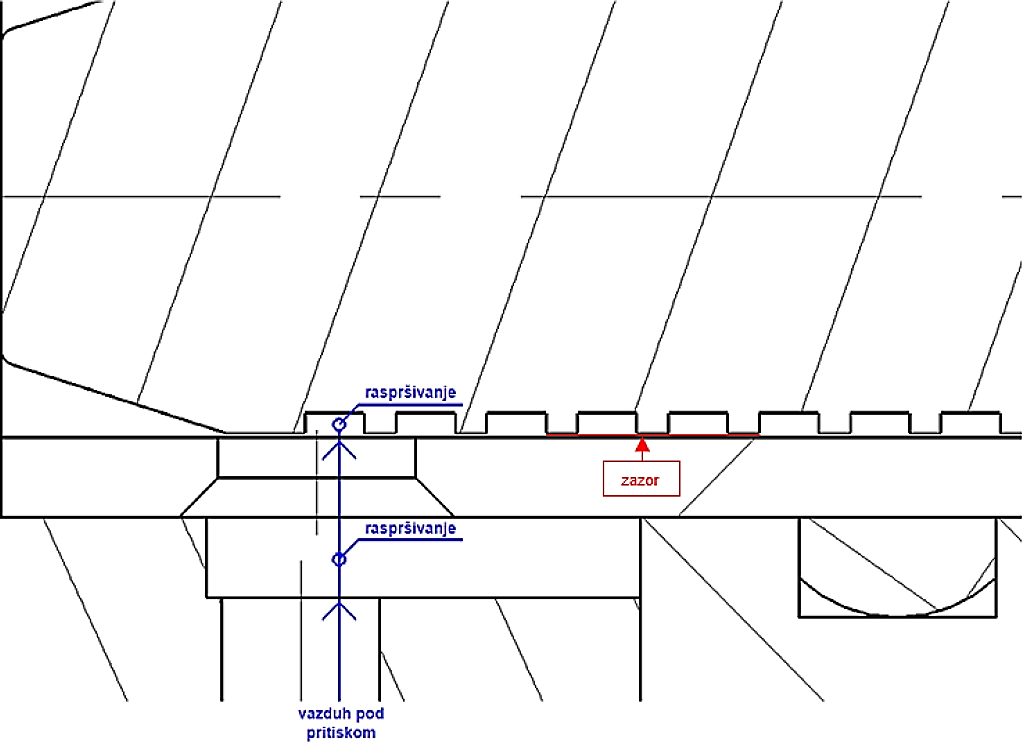 raspršivanje
zazor
raspršivanje
vazduh pod
pritiskom